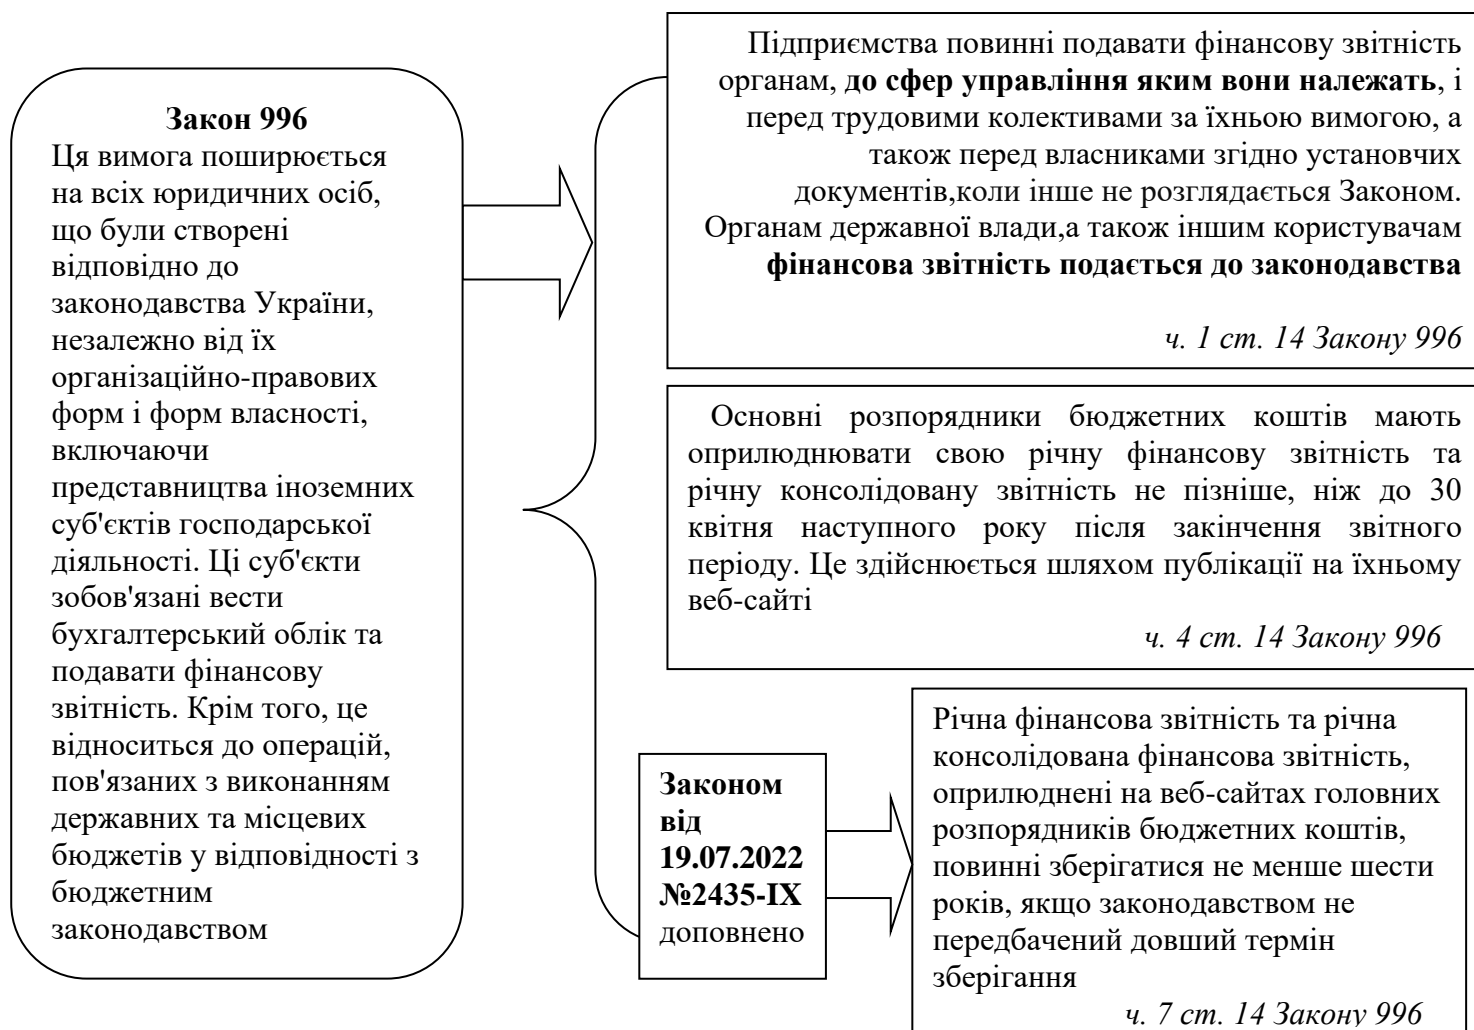 Закон 996
Ця вимога поширюється
на всіх юридичних осіб,
що були створені
відповідно до
законодавства України,
незалежно від їх
організаційно-правових
форм і форм власності,
включаючи
представництва іноземних
суб'єктів господарської
діяльності. Ці суб'єкти
зобов'язані вести
бухгалтерський облік та
подавати фінансову
звітність. Крім того, це
відноситься до операцій,
пов'язаних з виконанням
державних та місцевих
бюджетів у відповідності з
бюджетним
законодавством
Підприємства повинні подавати фінансову звітність
органам, до сфер управління яким вони належать, і
перед трудовими колективами за їхньою вимогою, а
також перед власниками згідно установчих
документів,коли інше не розглядається Законом.
Органам державної влади,а також іншим користувачам
фінансова звітність подається до законодавства
ч. 1 ст. 14 Закону 996
Основні розпорядники бюджетних коштів мають
оприлюднювати свою річну фінансову звітність та
річну консолідовану звітність не пізніше, ніж до 30
квітня наступного року після закінчення звітного
періоду. Це здійснюється шляхом публікації на їхньому
веб-сайті
ч. 4 ст. 14 Закону 996
Законом
від
19.07.2022
№2435-IX
доповнено
Річна фінансова звітність та річна
консолідована фінансова звітність,
оприлюднені на веб-сайтах головних
розпорядників бюджетних коштів,
повинні зберігатися не менше шести
років, якщо законодавством не
передбачений довший термін
зберігання
ч. 7 ст. 14 Закону 996